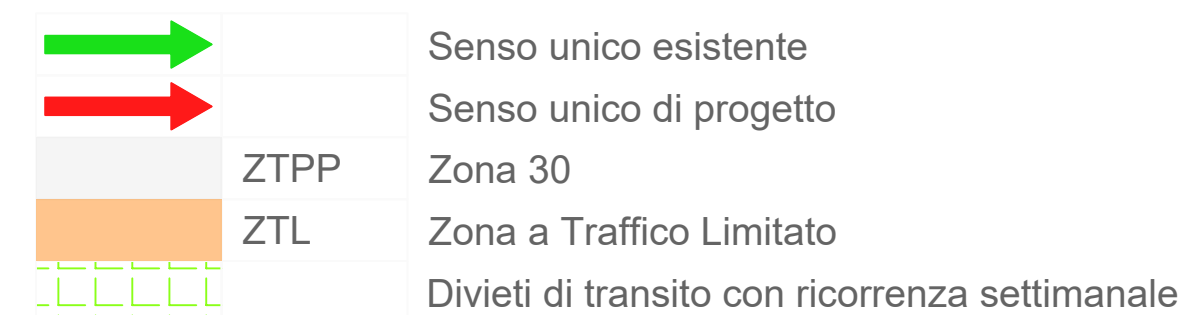 Senso unico esistente
Senso unico di progetto
ZTPP Zona 30
ZTL Zona a Traffico Limitato
Divieti di transito con ricorrenza settimanale